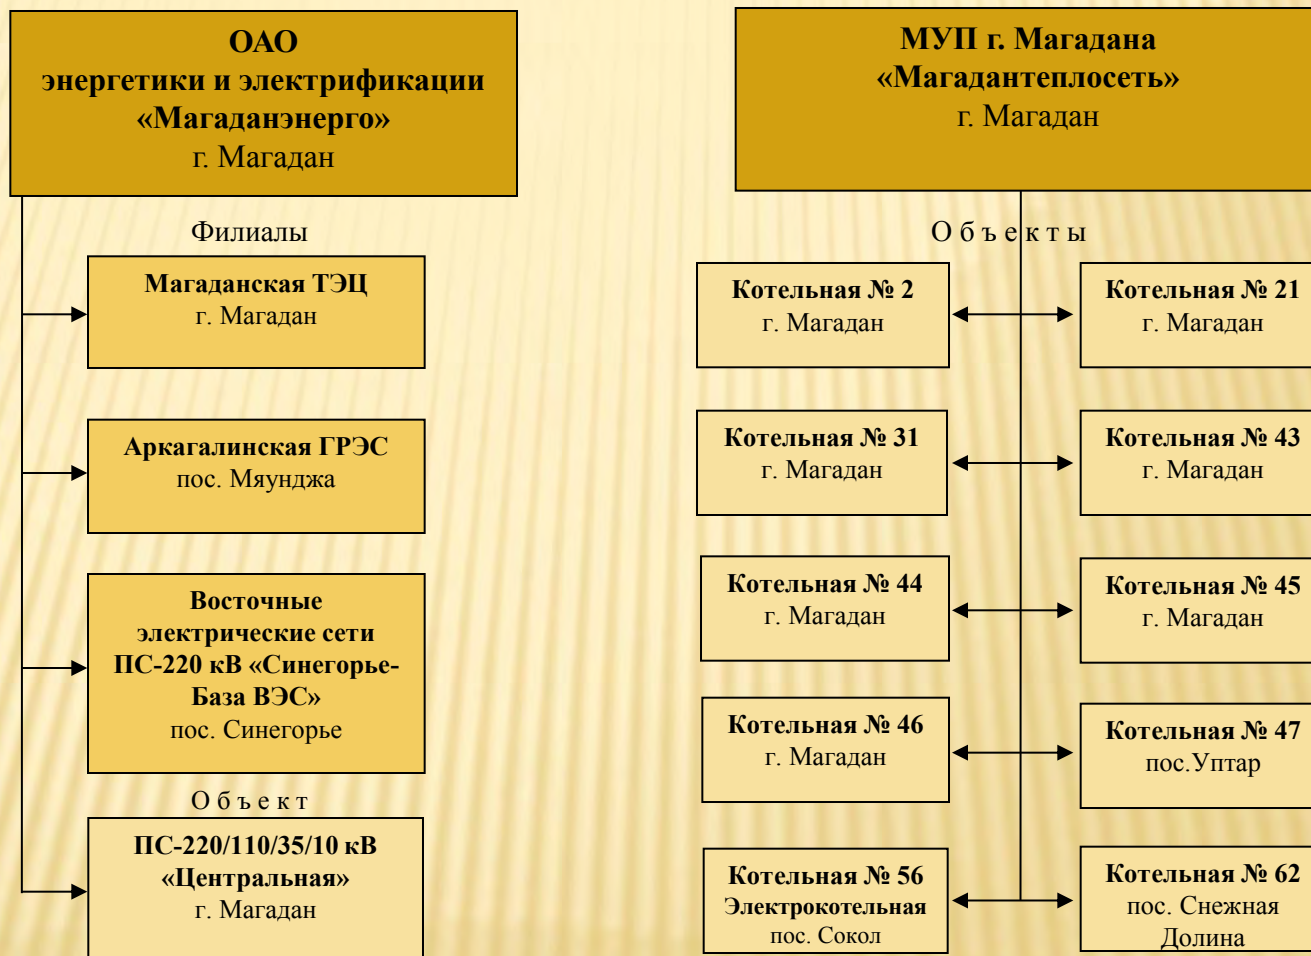 ОАО
энергетики и электрификации
«Магаданэнерго»
г. Магадан
Филиалы
Магаданская ТЭЦ
г. Магадан
Аркагалинская ГРЭС
пос. Мяунджа
Восточные
электрические сети
ПС-220 кВ «Синегорье-
База ВЭС»
пос. Синегорье
О б ъ е к т
ПС-220/110/35/10 кВ
«Центральная»
г. Магадан
МУП г. Магадана
«Магадантеплосеть»
г. Магадан
О б ъ е к т ы
Котельная № 2
г. Магадан
Котельная № 21
г. Магадан
Котельная № 31
г. Магадан
Котельная № 43
г. Магадан
Котельная № 44
г. Магадан
Котельная № 45
г. Магадан
Котельная № 46
г. Магадан
Котельная № 47
пос.Уптар
Котельная № 56
Электрокотельная
пос. Сокол
Котельная № 62
пос. Снежная
Долина